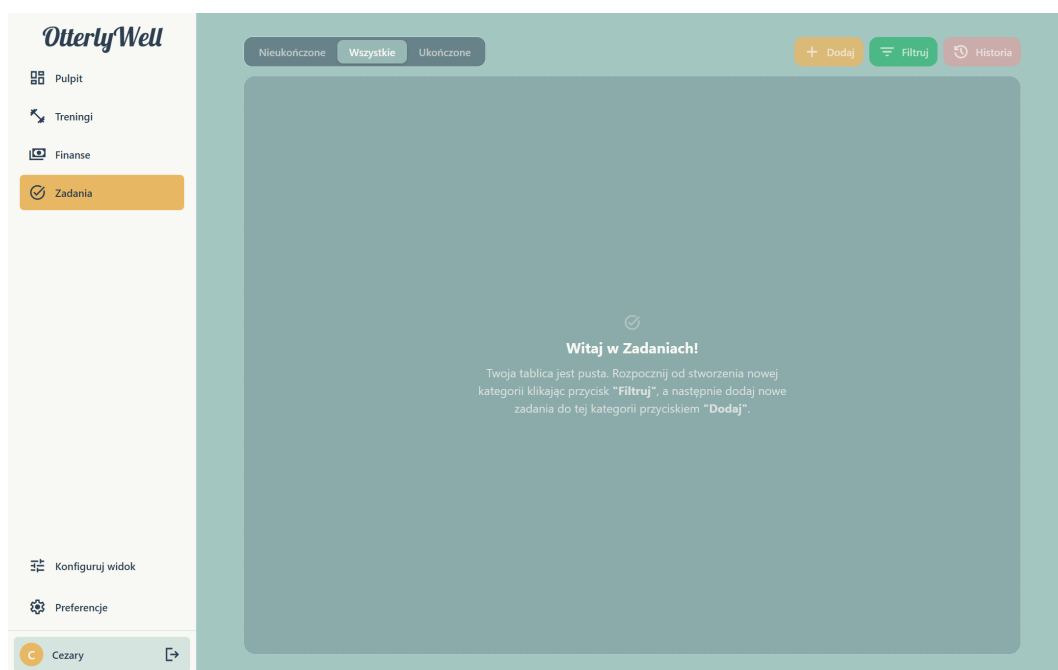 OtterlyWell
Pulpit
Treningi
Finanse
Zadania
Konfiguruj widok
Preferencje
C Cezary
Nieukończone Wszystkie Ukończone
Dodaj Filtruj Historia
Witaj w Zadaniach!
Twoja tablica jest pusta. Rozpocznij od stworzenia nowej
kategorii klikając przycisk "Filtruj", a następnie dodaj nowe
zadania do tej kategorii przyciskiem "Dodaj".